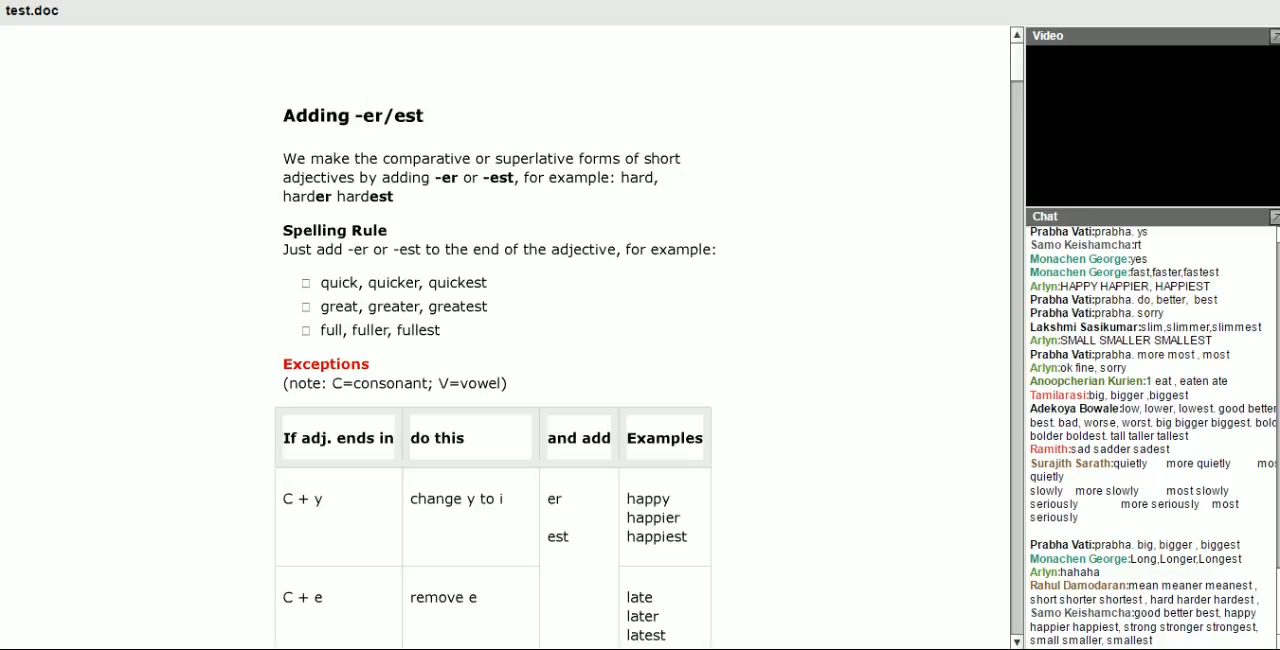 test.doc
Adding -er/est
We make the comparative or superlative forms of short
adjectives by adding -er or -est, for example: hard,
harder hardest
Spelling Rule
Just add -er or -est to the end of the adjective, for example:
quick, quicker, quickest
great, greater, greatest
full, fuller, fullest
Exceptions
(note: C=consonant; V=vowel)
If adj. ends in do this and add Examples
C + y change y to i er happy
happier
est happiest
C + e remove e late
later
latest
Video
Chat
Prabha Vati:prabha. ys
Samo Keishamcha:rt
Monachen George:yes
Monachen George:fast,faster,fastest
Arlyn:HAPPY HAPPIER, HAPPIEST
Prabha Vati:prabha. do, better, best
Prabha Vati:prabha. sorry
Lakshmi Sasikumar:slim,slimmer,slimmest
Arlyn:SMALL SMALLER SMALLEST
Prabha Vati:prabha. more most , most
Arlyn:ok fine, sorry
Anoopcherian Kurien:1 eat , eaten ate
Tamilarasi:big, bigger ,biggest
Adekoya Bowale:low, lower, lowest. good better
best. bad, worse, worst. big bigger biggest. bold
bolder boldest. tall taller tallest
Ramith:sad sadder sadest
Surajith Sarath:quietly more quietly mos
quietly
slowly more slowly most slowly
seriously more seriously most
seriously
Prabha Vati:prabha. big, bigger , biggest
Monachen George:Long,Longer,Longest
Arlyn:hahaha
Rahul Damodaran:mean meaner meanest ,
short shorter shortest , hard harder hardest ,
Samo Keishamcha:good better best, happy
happier happiest, strong stronger strongest,
small smaller, smallest